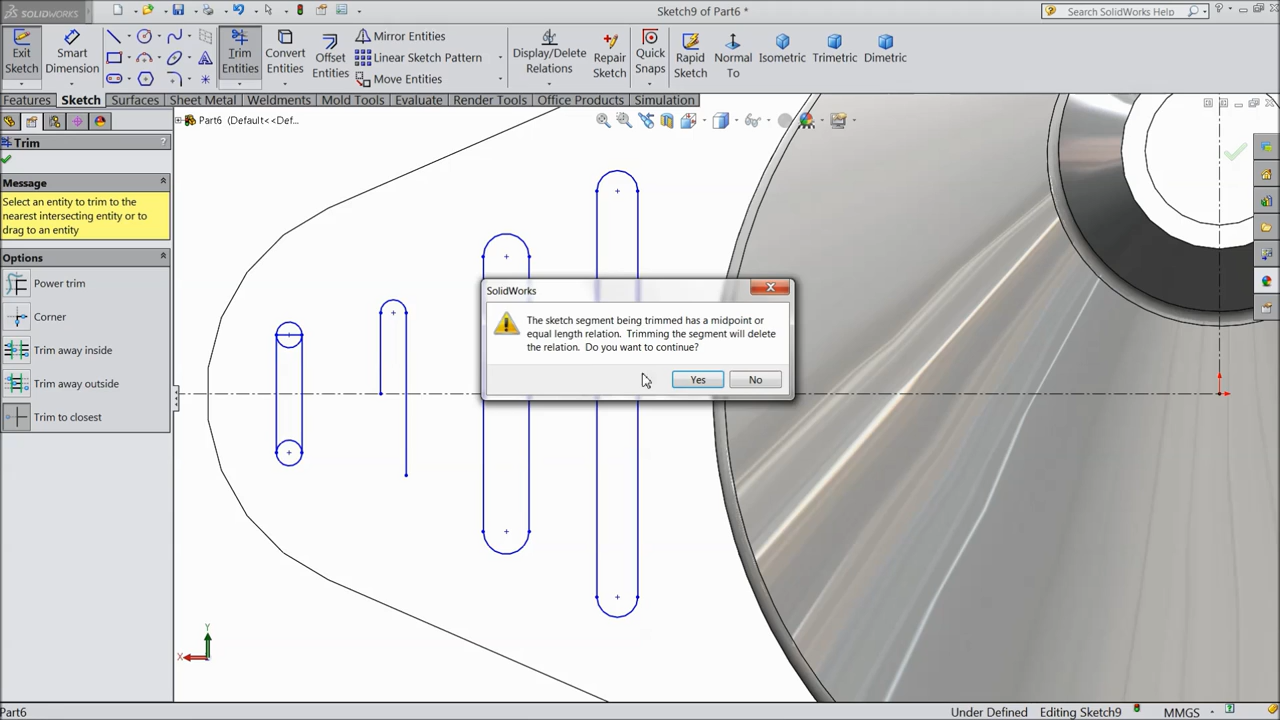 SOLIDWORKS
Sketch9 of Part6 *
Search SolidWorks Help
Exit Sketch
Smart Dimension
Trim Entities
Convert Entities
Offset Entities
Mirror Entities
Linear Sketch Pattern
Move Entities
Display/Delete Relations
Repair Sketch
Quick Snaps
Rapid Sketch
Normal To
Isometric
Trimetric
Dimetric
Features
Sketch
Surfaces
Sheet Metal
Weldments
Mold Tools
Evaluate
Render Tools
Office Products
Simulation
Part6 (Default<<Def...
Trim
?
Message
Select an entity to trim to the
nearest intersecting entity or to
drag to an entity
Options
Power trim
Corner
Trim away inside
Trim away outside
Trim to closest
SolidWorks
The sketch segment being trimmed has a midpoint or
equal length relation. Trimming the segment will delete
the relation. Do you want to continue?
Yes
No
Y
X
Part6
Under Defined
Editing Sketch9
MMGS